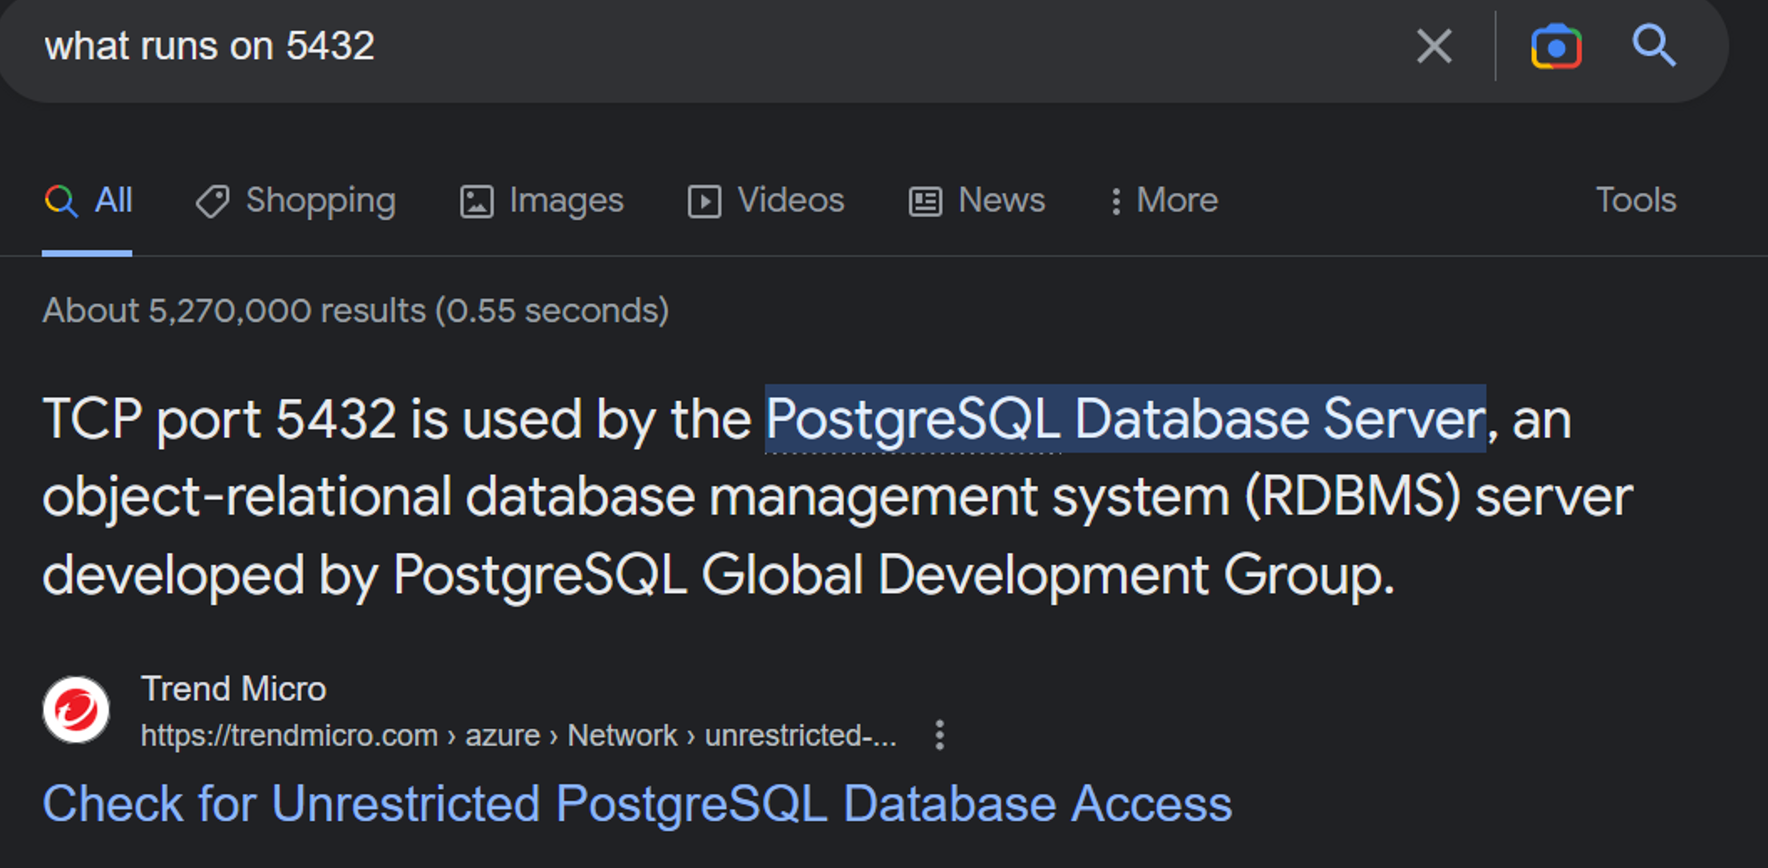 what runs on 5432
All Shopping Images Videos News More Tools
About 5,270,000 results (0.55 seconds)
TCP port 5432 is used by the PostgreSQL Database Server, an
object-relational database management system (RDBMS) server
developed by PostgreSQL Global Development Group.
Trend Micro
https://trendmicro.com › azure › Network › unrestricted-...
Check for Unrestricted PostgreSQL Database Access